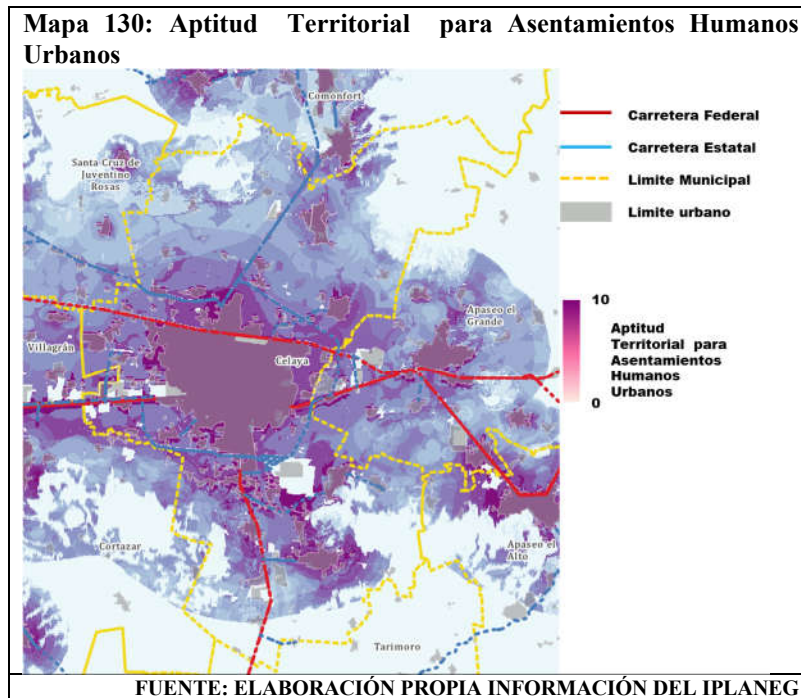 Mapa 130: Aptitud Territorial para Asentamientos Humanos
Urbanos
Comonfort
Santa Cruz de
Juventino
Rosas
Apaseo el
Grande
Villagrán
Celaya
Cortazar
Apaseo el
Alto
Tarimoro
Carretera Federal
Carretera Estatal
Limite Municipal
Limite urbano
10
Aptitud
Territorial para
Asentamientos
Humanos
Urbanos
0
FUENTE: ELABORACIÓN PROPIA INFORMACIÓN DEL IPLANEG